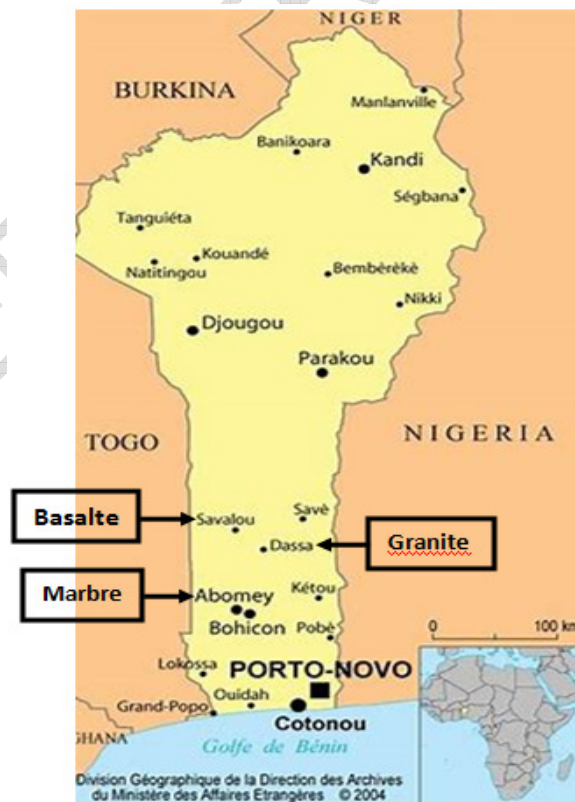 NIGER
BURKINA
Manlanville
Banikoara
Kandi
Ségbana
Tanguiéta
Kouandé
Natitingou
Bembèrèkè
Nikki
Djougou
Parakou
TOGO
NIGERIA
Basalte
Savalou
Savè
Dassa
Granite
Marbre
Abomey
Kétou
Bohicon
Pobè
0 100 km
Lokossa
PORTO-NOVO
Ouidah
Grand-Popo
Cotonou
GHANA
Golfe de Bénin
Division Géographique de la Direction des Archives
du Ministère des Affaires Etrangères © 2004